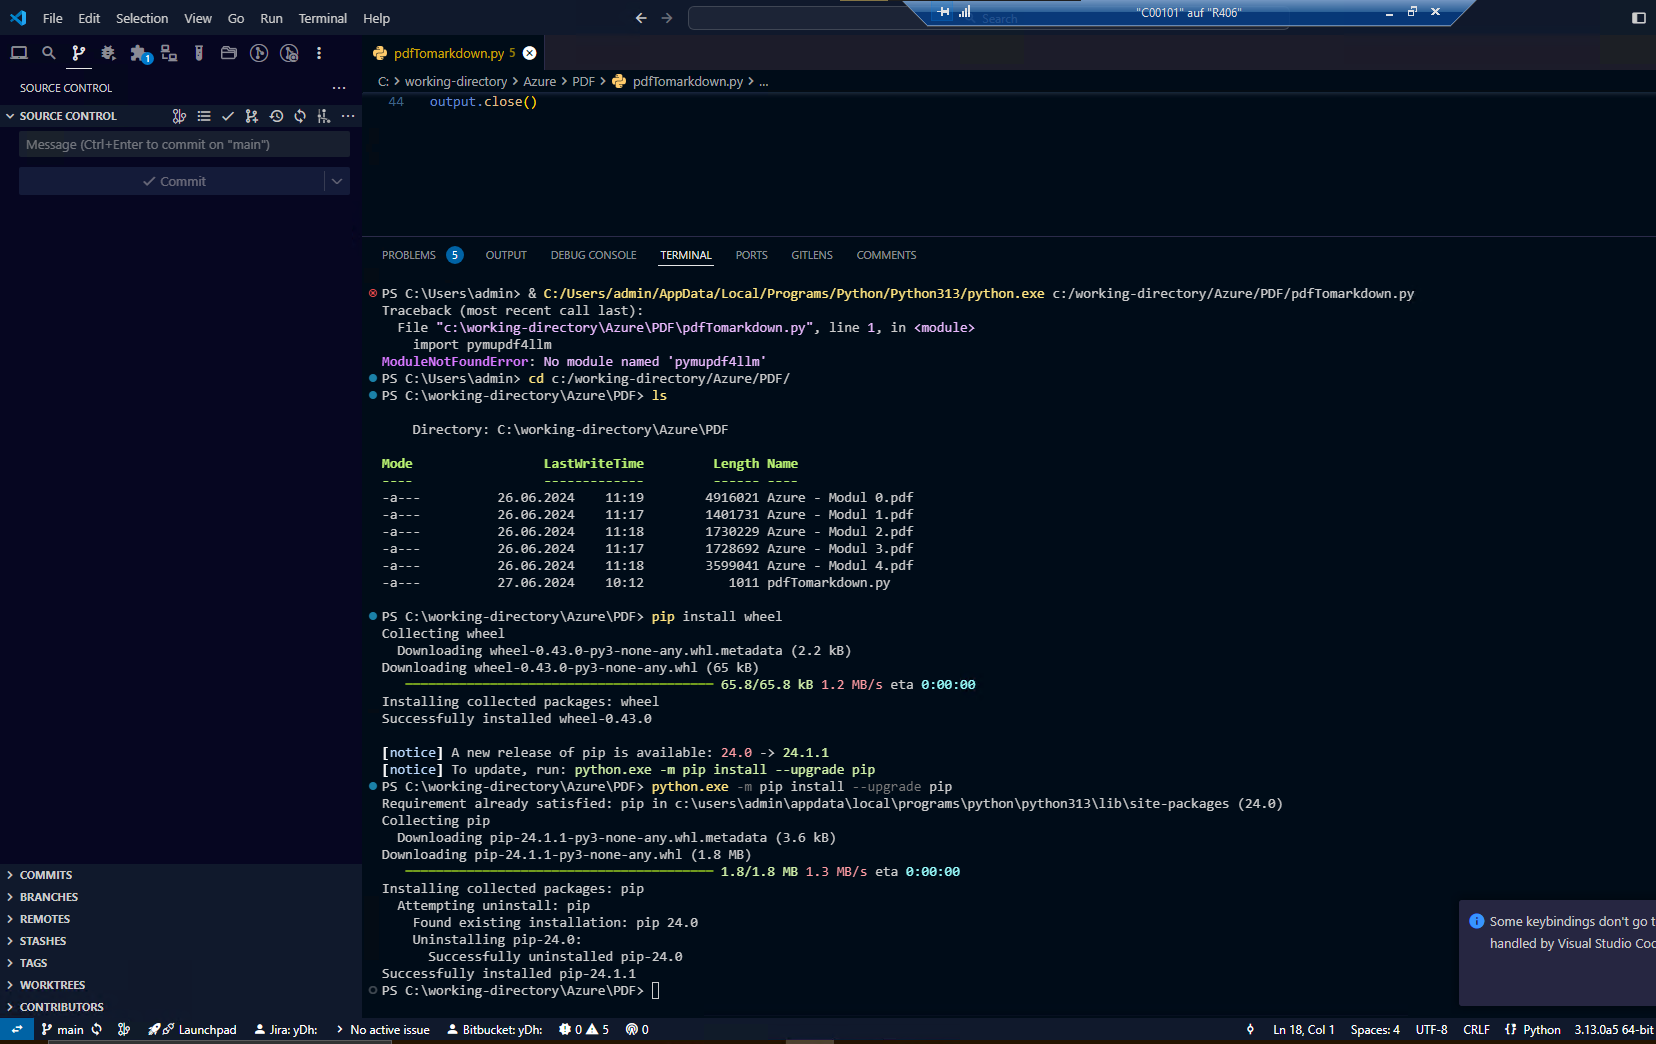 File Edit Selection View Go Run Terminal Help
Search
"C00101" auf "R406"
1
pdfTomarkdown.py 5
SOURCE CONTROL
C: > working-directory > Azure > PDF > pdfTomarkdown.py > ...
SOURCE CONTROL
44 output.close()
Message (Ctrl+Enter to commit on "main")
Commit
PROBLEMS 5 OUTPUT DEBUG CONSOLE TERMINAL PORTS GITLENS COMMENTS
PS C:\Users\admin> & C:/Users/admin/AppData/Local/Programs/Python/Python313/python.exe c:/working-directory/Azure/PDF/pdfTomarkdown.py
Traceback (most recent call last):
File "c:\working-directory\Azure\PDF\pdfTomarkdown.py", line 1, in <module>
import pymupdf4llm
ModuleNotFoundError: No module named 'pymupdf4llm'
PS C:\Users\admin> cd c:/working-directory/Azure/PDF/
PS C:\working-directory\Azure\PDF> ls
Directory: C:\working-directory\Azure\PDF
Mode LastWriteTime Length Name
---- ------------- ------ ----
-a--- 26.06.2024 11:19 4916021 Azure - Modul 0.pdf
-a--- 26.06.2024 11:17 1401731 Azure - Modul 1.pdf
-a--- 26.06.2024 11:18 1730229 Azure - Modul 2.pdf
-a--- 26.06.2024 11:17 1728692 Azure - Modul 3.pdf
-a--- 26.06.2024 11:18 3599041 Azure - Modul 4.pdf
-a--- 27.06.2024 10:12 1011 pdfTomarkdown.py
PS C:\working-directory\Azure\PDF> pip install wheel
Collecting wheel
Downloading wheel-0.43.0-py3-none-any.whl.metadata (2.2 kB)
Downloading wheel-0.43.0-py3-none-any.whl (65 kB)
65.8/65.8 kB 1.2 MB/s eta 0:00:00
Installing collected packages: wheel
Successfully installed wheel-0.43.0
[notice] A new release of pip is available: 24.0 -> 24.1.1
[notice] To update, run: python.exe -m pip install --upgrade pip
PS C:\working-directory\Azure\PDF> python.exe -m pip install --upgrade pip
Requirement already satisfied: pip in c:\users\admin\appdata\local\programs\python\python313\lib\site-packages (24.0)
Collecting pip
Downloading pip-24.1.1-py3-none-any.whl.metadata (3.6 kB)
Downloading pip-24.1.1-py3-none-any.whl (1.8 MB)
1.8/1.8 MB 1.3 MB/s eta 0:00:00
Installing collected packages: pip
Attempting uninstall: pip
Found existing installation: pip 24.0
Uninstalling pip-24.0:
Successfully uninstalled pip-24.0
Successfully installed pip-24.1.1
PS C:\working-directory\Azure\PDF>
COMMITS
BRANCHES
REMOTES
STASHES
TAGS
WORKTREES
CONTRIBUTORS
Some keybindings don't go t
handled by Visual Studio Coc
main Launchpad Jira: yDh: > No active issue Bitbucket: yDh: 0 5 0 Ln 18, Col 1 Spaces: 4 UTF-8 CRLF {} Python 3.13.0a5 64-bit